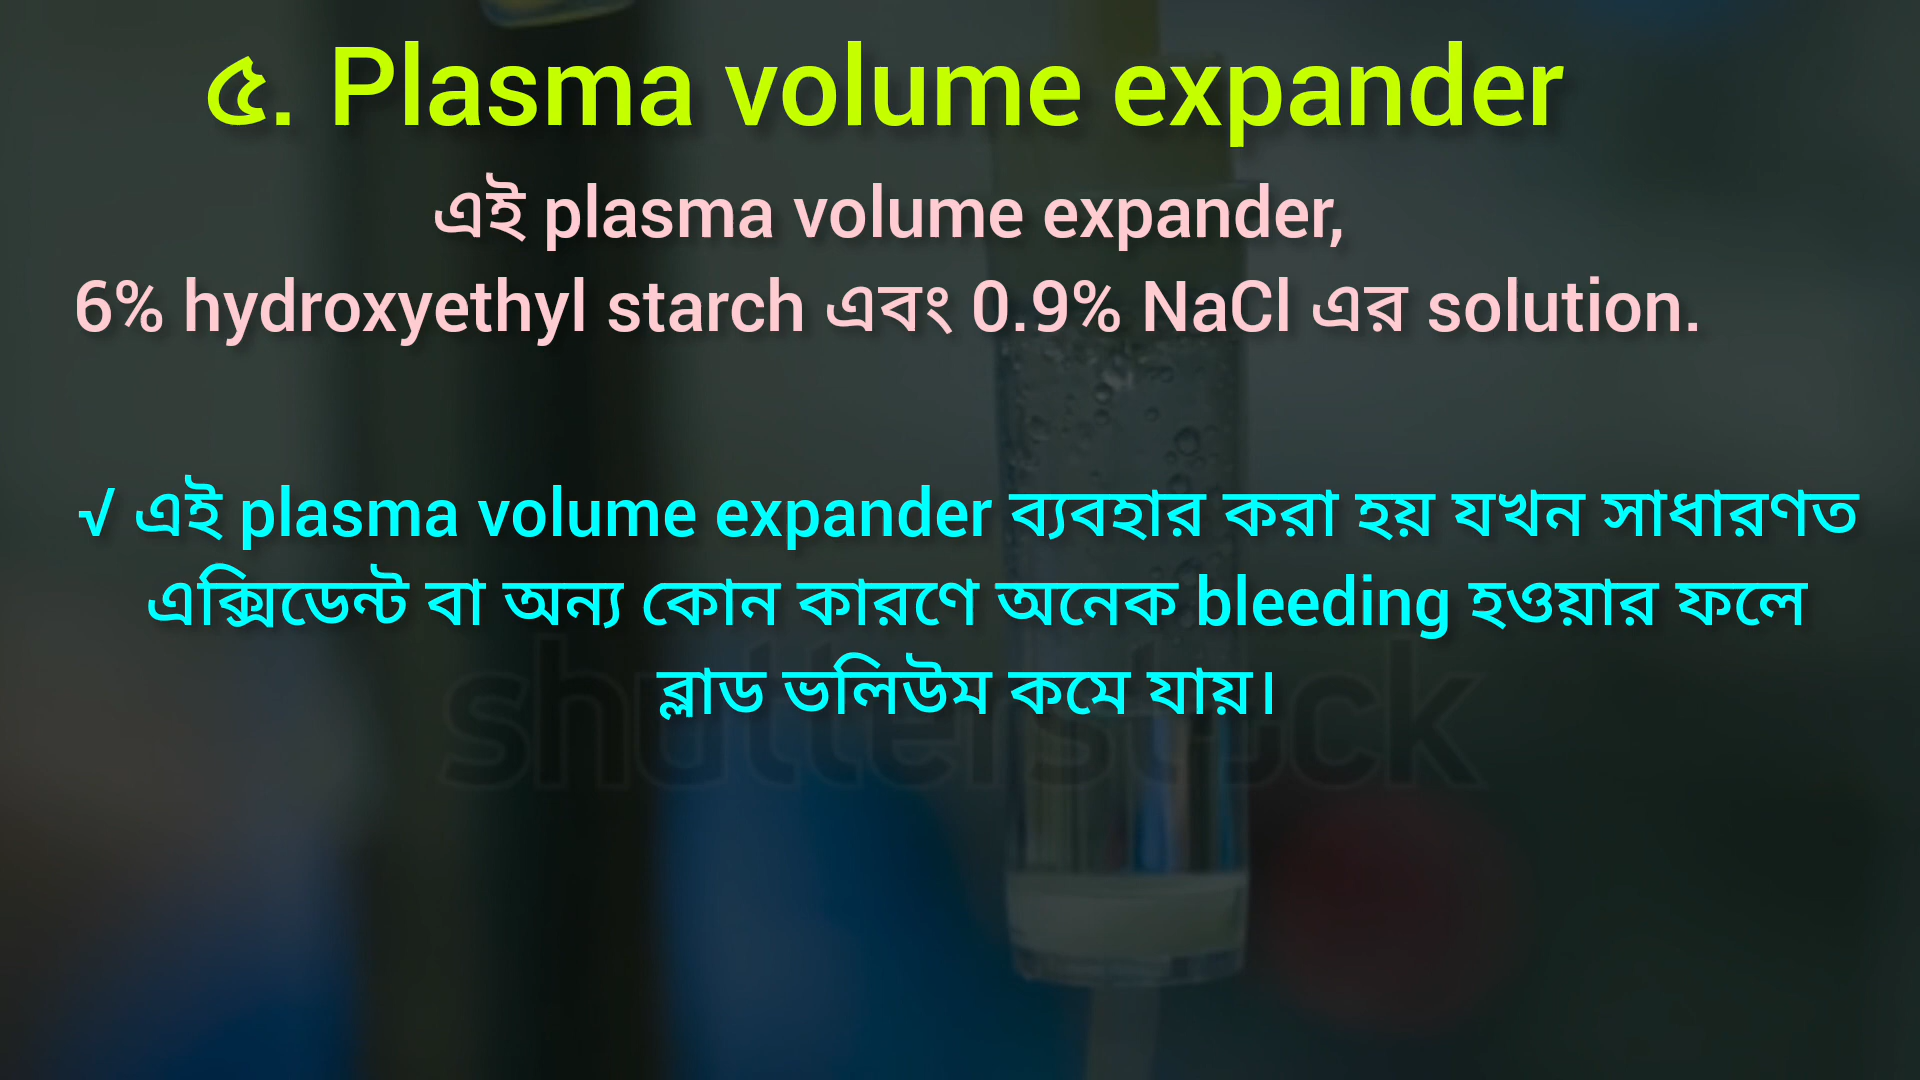 ৫. Plasma volume expander
এই plasma volume expander,
6% hydroxyethyl starch এবং 0.9% NaCl এর solution.
√ এই plasma volume expander ব্যবহার করা হয় যখন সাধারণত
এক্সিডেন্ট বা অন্য কোন কারণে অনেক bleeding হওয়ার ফলে
ব্লাড ভলিউম কমে যায়।
shutterstock